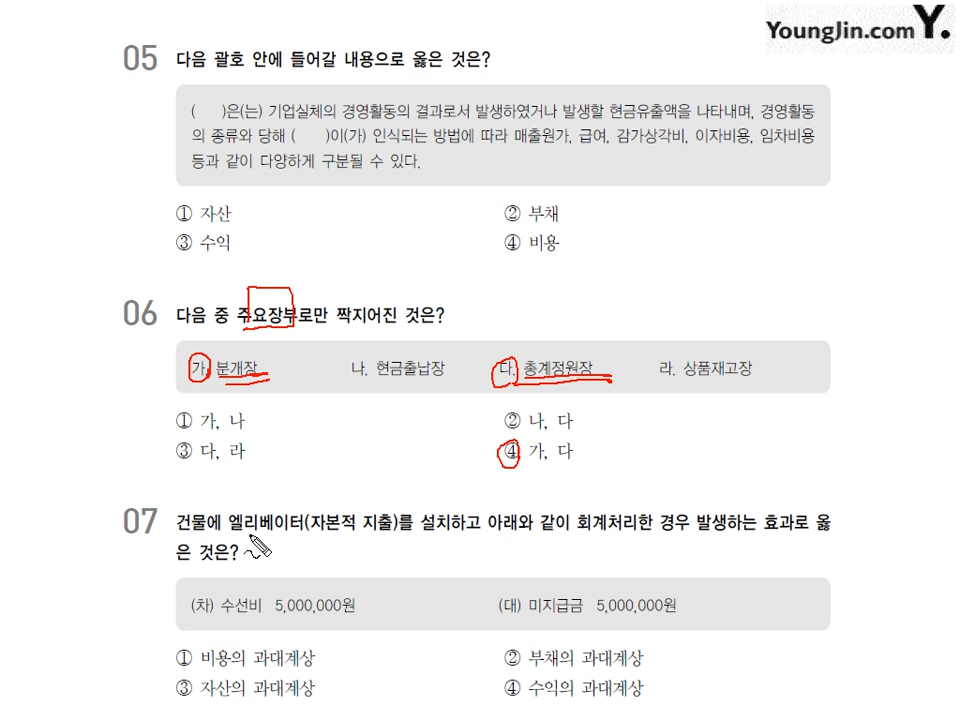 YoungJin.com Y.
05 다음 괄호 안에 들어갈 내용으로 옳은 것은?
( )은(는) 기업실체의 경영활동의 결과로서 발생하였거나 발생할 현금유출액을 나타내며, 경영활동
의 종류와 당해 ( )이(가) 인식되는 방법에 따라 매출원가, 급여, 감가상각비, 이자비용, 임차비용
등과 같이 다양하게 구분될 수 있다.
① 자산 ② 부채
③ 수익 ④ 비용
06 다음 중 주요장부로만 짝지어진 것은?
가. 분개장 나. 현금출납장 다. 총계정원장 라. 상품재고장
① 가, 나 ② 나, 다
③ 다, 라 ④ 가, 다
07 건물에 엘리베이터(자본적 지출)를 설치하고 아래와 같이 회계처리한 경우 발생하는 효과로 옳
은 것은?
(차) 수선비 5,000,000원 (대) 미지급금 5,000,000원
① 비용의 과대계상 ② 부채의 과대계상
③ 자산의 과대계상 ④ 수익의 과대계상